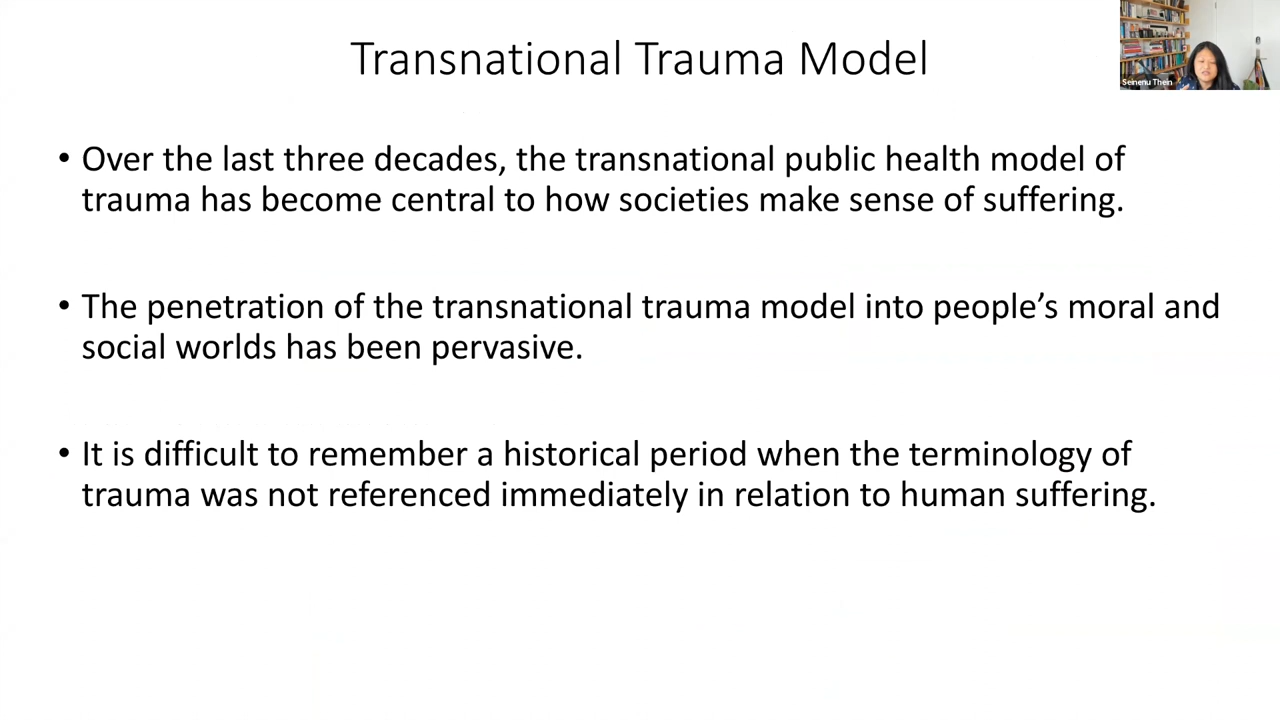 Transnational Trauma Model
Seinenu Thein
• Over the last three decades, the transnational public health model of
trauma has become central to how societies make sense of suffering.
• The penetration of the transnational trauma model into people’s moral and
social worlds has been pervasive.
• It is difficult to remember a historical period when the terminology of
trauma was not referenced immediately in relation to human suffering.